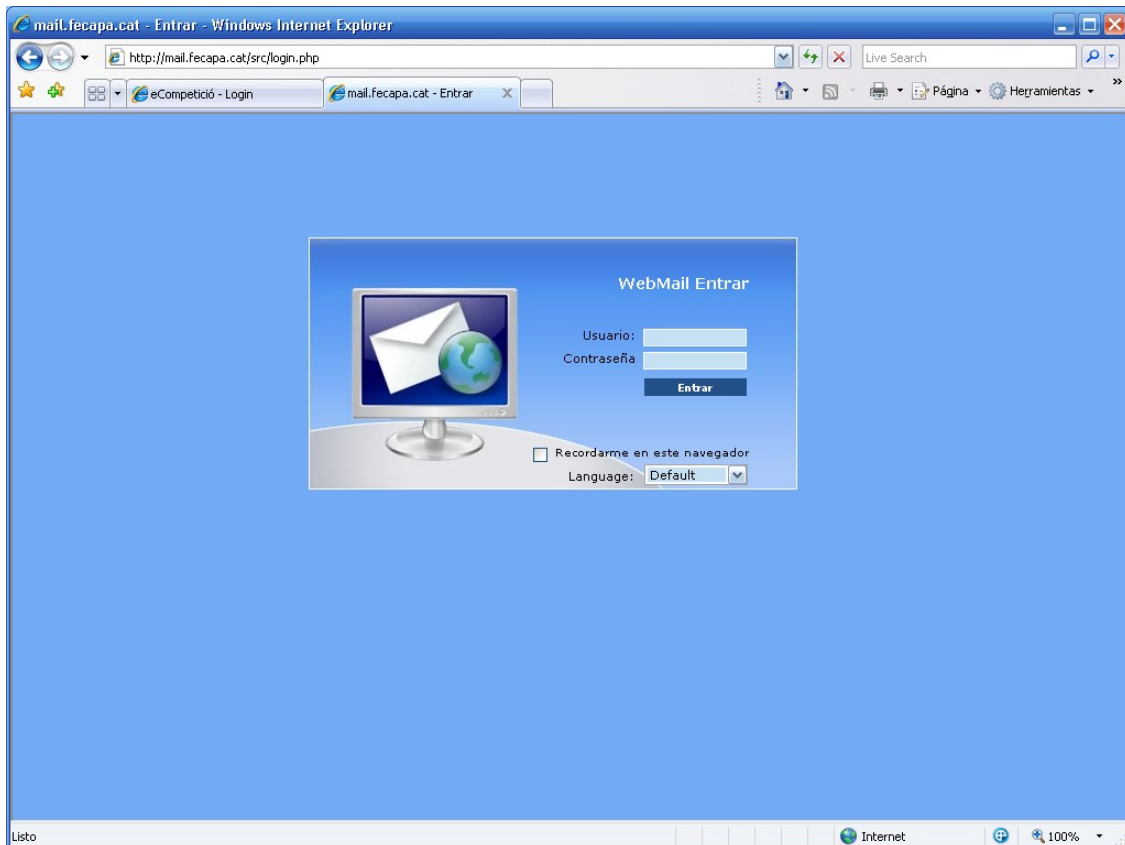 mail.fecapa.cat - Entrar - Windows Internet Explorer
http://mail.fecapa.cat/src/login.php
Live Search
eCompetició - Login
mail.fecapa.cat - Entrar
Página
Herramientas
WebMail Entrar
Usuario:
Contraseña
Entrar
Recordarme en este navegador
Language: Default
Listo
Internet
100%